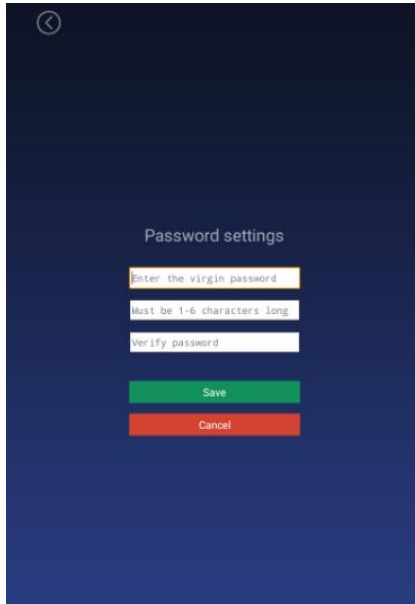 Password settings
Enter the virgin password
Must be 1-6 characters long
Verify password
Save
Cancel